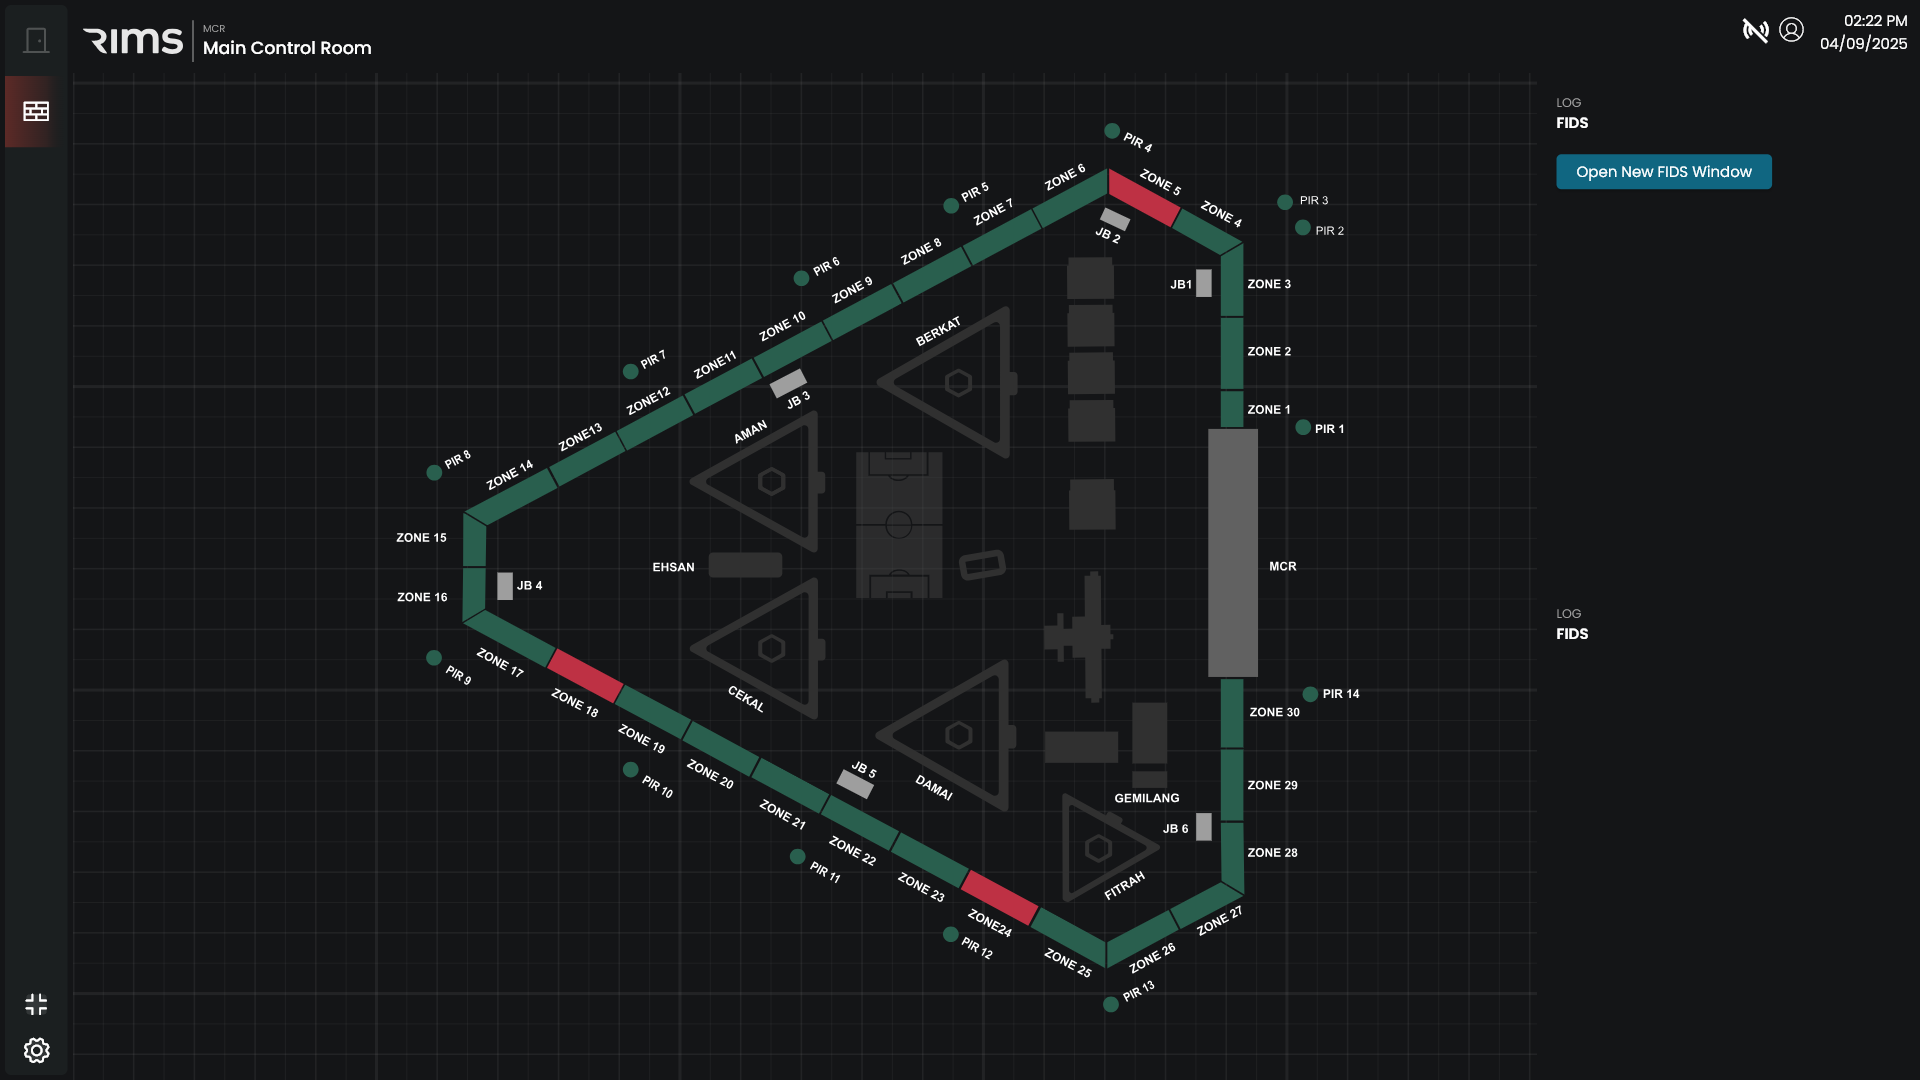 RIMS
MCR
Main Control Room
02:22 PM
04/09/2025
LOG
FIDS
Open New FIDS Window
PIR 4
ZONE 6
ZONE 5
PIR 5
PIR 3
ZONE 7
ZONE 4
PIR 2
JB 2
ZONE 8
PIR 6
ZONE 9
JB1
ZONE 3
ZONE 10
BERKAT
ZONE 2
PIR 7
ZONE11
ZONE12
JB 3
ZONE 1
PIR 1
AMAN
ZONE13
PIR 8
ZONE 14
ZONE 15
EHSAN
MCR
JB 4
ZONE 16
LOG
FIDS
ZONE 17
PIR 9
CEKAL
PIR 14
ZONE 18
ZONE 30
ZONE 19
JB 5
ZONE 20
PIR 10
DAMAI
ZONE 29
GEMILANG
ZONE 21
JB 6
ZONE 22
ZONE 28
PIR 11
ZONE 23
FITRAH
ZONE24
ZONE 27
PIR 12
ZONE 25
ZONE 26
PIR 13